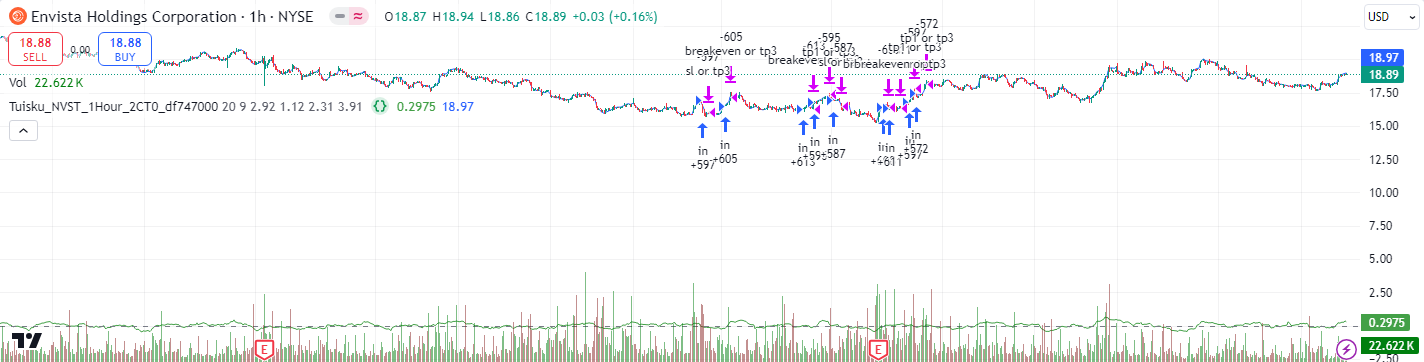 Envista Holdings Corporation · 1h · NYSE O18.87 H18.94 L18.86 C18.89 +0.03 (+0.16%)
USD
18.88 SELL
0.00
18.88 BUY
Vol 22.622 K
Tuisku_NVST_1Hour_2CT0_df747000 20 9 2.92 1.12 2.31 3.91 0.2975 18.97
-605
breakeven or tp3
-597
sl or tp3
-595
-613
-587
tp1 or tp3
sl or
-572
-597
tp1 or tp3
in
+597
in
+605
in
+613
in
+595
in
+587
in
in
+611
in
+597
in
+572
18.97
18.89
17.50
15.00
12.50
10.00
7.50
5.00
2.50
0.2975
22.622 K
-2.50
E
E